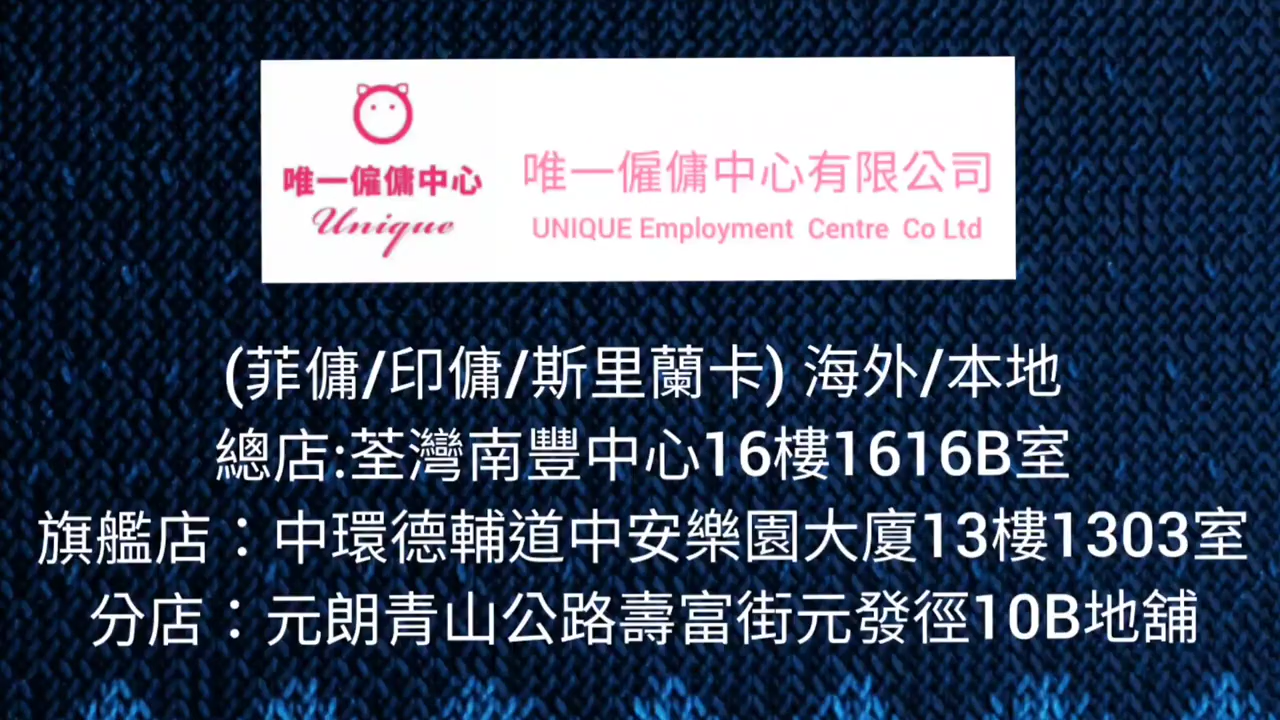 唯一僱傭中心
Unique
唯一僱傭中心有限公司
UNIQUE Employment Centre Co Ltd
(菲傭/印傭/斯里蘭卡) 海外/本地
總店:荃灣南豐中心16樓1616B室
旗艦店：中環德輔道中安樂園大廈13樓1303室
分店：元朗青山公路壽富街元發徑10B地舖